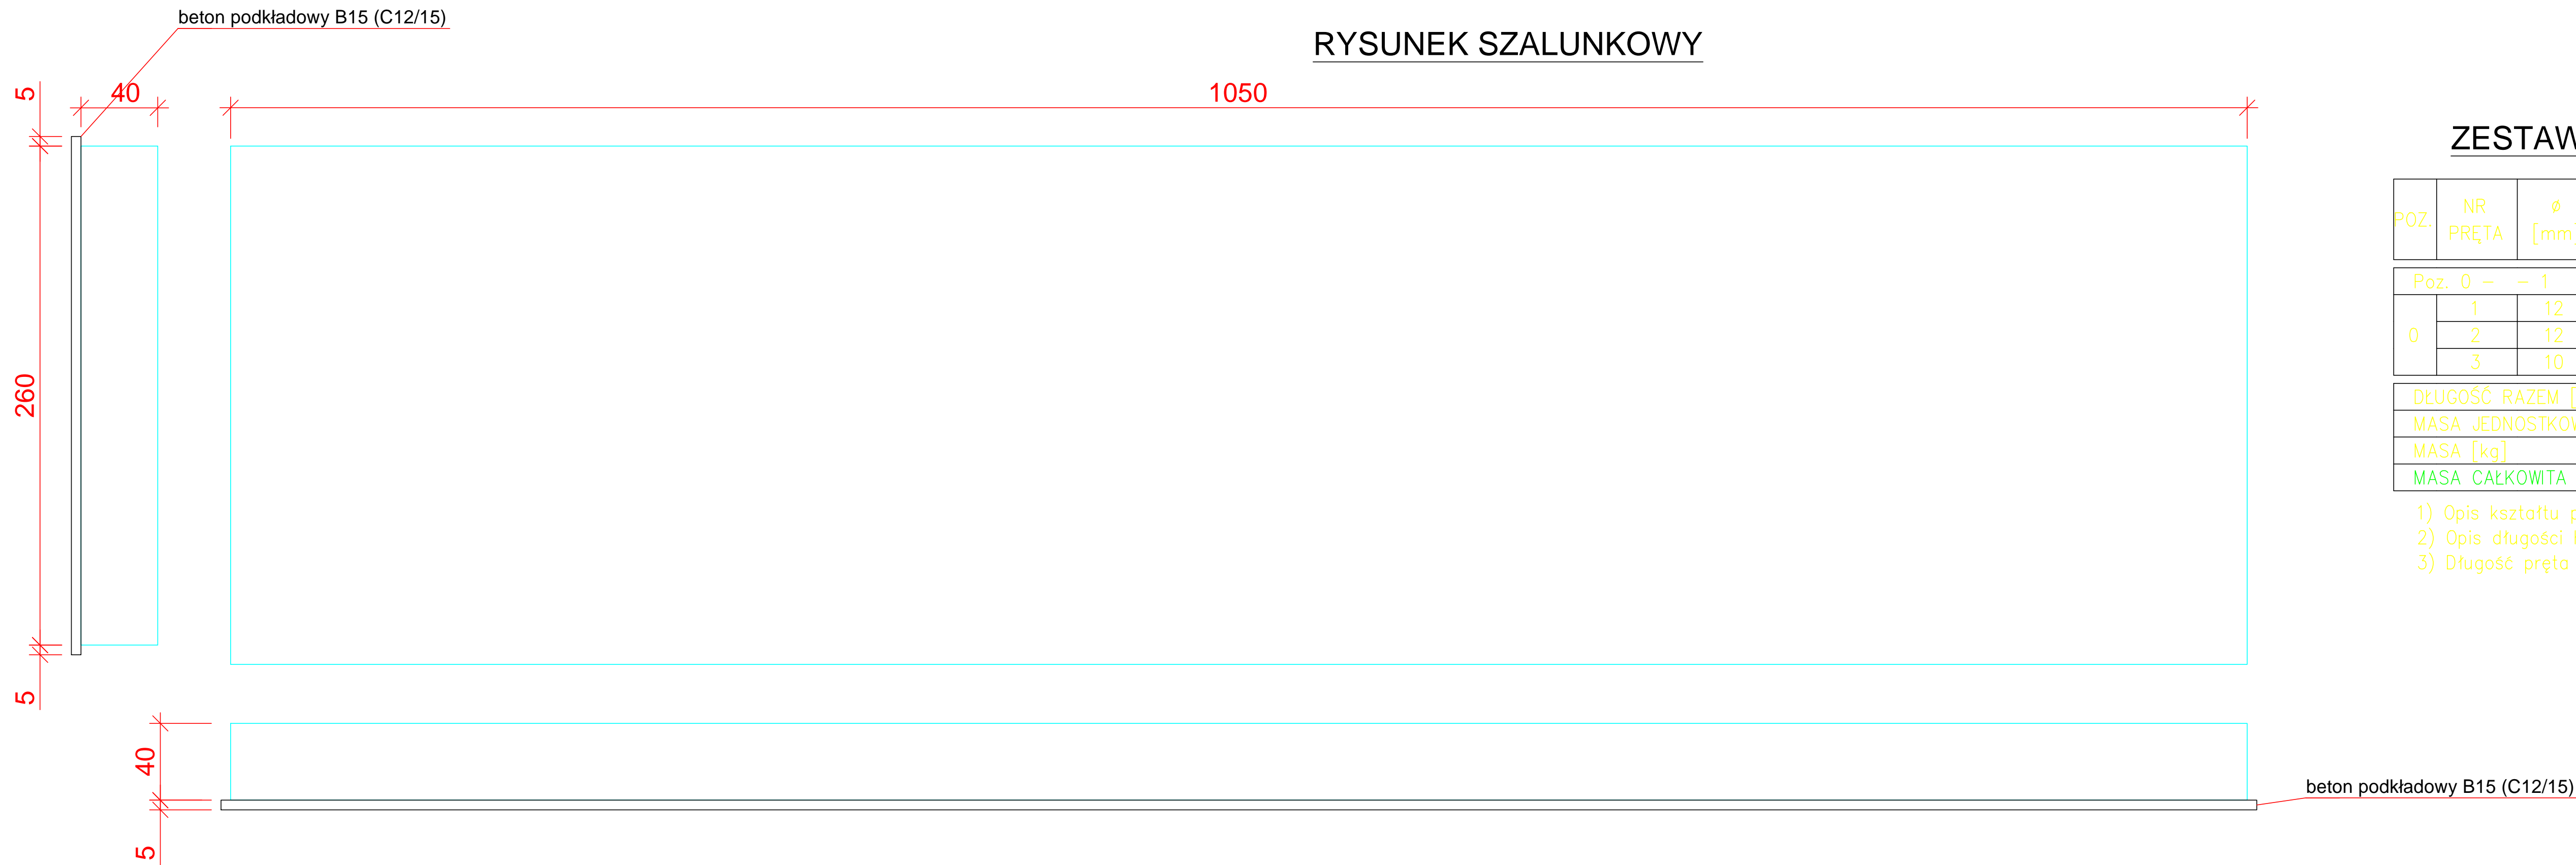 beton podkładowy B15 (C12/15)
RYSUNEK SZALUNKOWY
5
40
1050
260
5
40
5
beton podkładowy B15 (C12/15)
POZ.
NR
PRĘTA
ø
[mm
Poz. 0 - - 1
0
1 12
2 12
3 10
DŁUGOŚĆ RAZEM [
MASA
MASA [kg]
MASA CAŁKOWITA
1) Opis kształtu
2) Opis długości
3) Długość pręta